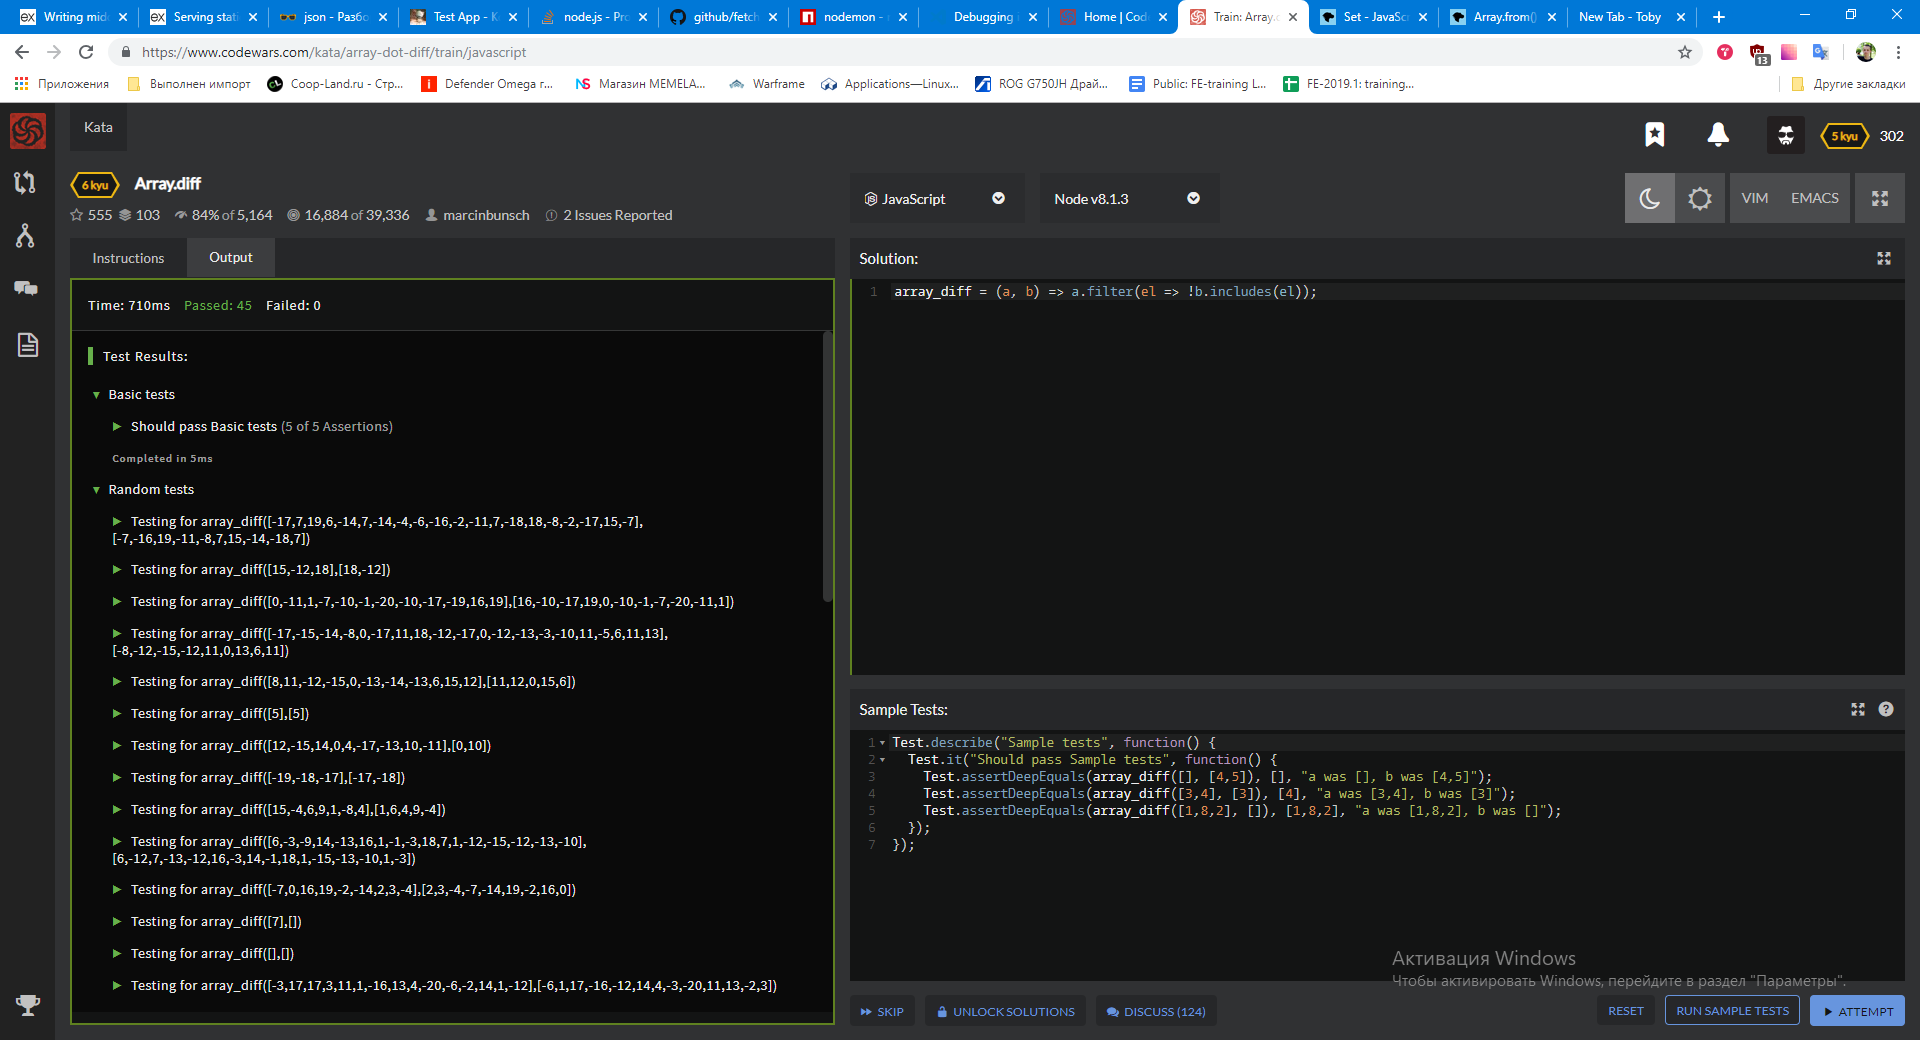 Writing mid
Serving stat
json - Разбо
Test App - K
node.js - Pro
github/fetch
nodemon -
Debugging
Home | Cod
Train: Array.
Set - JavaSc
Array.from()
New Tab - Toby
https://www.codewars.com/kata/array-dot-diff/train/javascript
13
Приложения
Выполнен импорт
Coop-Land.ru - Стр...
Defender Omega r...
NS Магазин MEMELA...
Warframe
Applications—Linux...
ROG G750JH Драй...
Public: FE-training L...
FE-2019.1: training...
Другие закладки
Kata
5 kyu
302
6 kyu
Array.diff
555 103 84% of 5,164 16,884 of 39,336 marcinbunsch 2 Issues Reported
JavaScript
Node v8.1.3
VIM
EMACS
Instructions
Output
Time: 710ms Passed: 45 Failed: 0
Test Results:
Basic tests
Should pass Basic tests (5 of 5 Assertions)
Completed in 5ms
Random tests
Testing for array_diff([-17,7,19,6,-14,7,-14,-4,-6,-16,-2,-11,7,-18,18,-8,-2,-17,15,-7],
[-7,-16,19,-11,-8,7,15,-14,-18,7])
Testing for array_diff([15,-12,18],[18,-12])
Testing for array_diff([0,-11,1,-7,-10,-1,-20,-10,-17,-19,16,19],[16,-10,-17,19,0,-10,-1,-7,-20,-11,1])
Testing for array_diff([-17,-15,-14,-8,0,-17,11,18,-12,-17,0,-12,-13,-3,-10,11,-5,6,11,13],
[-8,-12,-15,-12,11,0,13,6,11])
Testing for array_diff([8,11,-12,-15,0,-13,-14,-13,6,15,12],[11,12,0,15,6])
Testing for array_diff([5],[5])
Testing for array_diff([12,-15,14,0,4,-17,-13,10,-11],[0,10])
Testing for array_diff([-19,-18,-17],[-17,-18])
Testing for array_diff([15,-4,6,9,1,-8,4],[1,6,4,9,-4])
Testing for array_diff([6,-3,-9,14,-13,16,1,-1,-3,18,7,1,-12,-15,-12,-13,-10],
[6,-12,7,-13,-12,16,-3,14,-1,18,1,-15,-13,-10,1,-3])
Testing for array_diff([-7,0,16,19,-2,-14,2,3,-4],[2,3,-4,-7,-14,19,-2,16,0])
Testing for array_diff([7],[])
Testing for array_diff([],[])
Testing for array_diff([-3,17,17,3,11,1,-16,13,4,-20,-6,-2,14,1,-12],[-6,1,17,-16,-12,14,4,-3,-20,11,13,-2,3])
Solution:
1 array_diff = (a, b) => a.filter(el => !b.includes(el));
Sample Tests:
1 Test.describe("Sample tests", function() {
2 Test.it("Should pass Sample tests", function() {
3 Test.assertDeepEquals(array_diff([], [4,5]), [], "a was [], b was [4,5]");
4 Test.assertDeepEquals(array_diff([3,4], [3]), [4], "a was [3,4], b was [3]");
5 Test.assertDeepEquals(array_diff([1,8,2], []), [1,8,2], "a was [1,8,2], b was []");
6 });
7 });
Активация Windows
Чтобы активировать Windows, перейдите в раздел "Параметры".
SKIP
UNLOCK SOLUTIONS
DISCUSS (124)
RESET
RUN SAMPLE TESTS
ATTEMPT